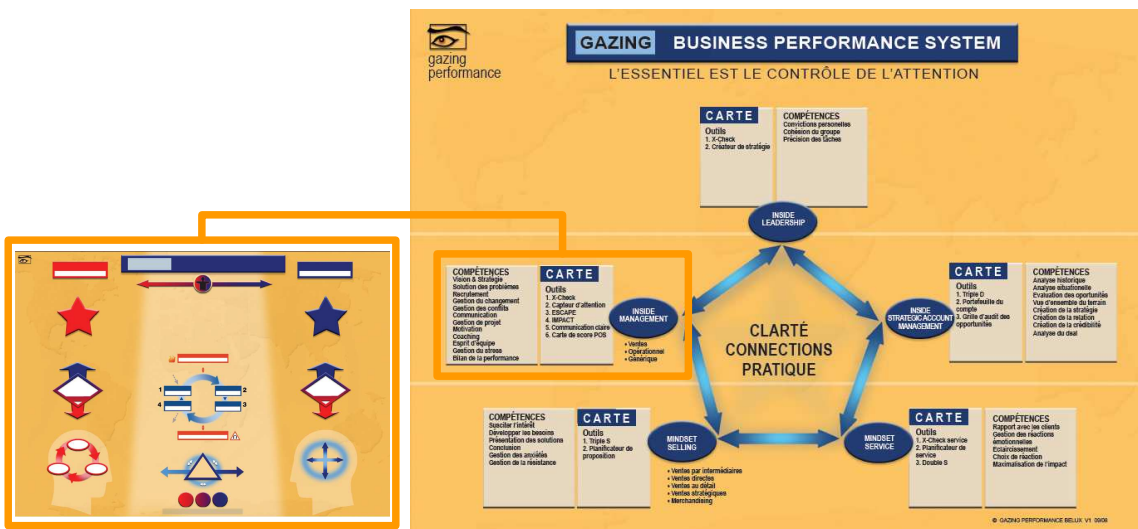 gazing
performance
GAZING BUSINESS PERFORMANCE SYSTEM
L'ESSENTIEL EST LE CONTRÔLE DE L'ATTENTION
CARTE
Outils
1. X-Check
2. Créateur de stratégie
COMPÉTENCES
Convictions personelles
Cohésion du groupe
Précision des tâches
INSIDE
LEADERSHIP
COMPÉTENCES
Vision & Stratégie
Solution des problèmes
Recrutement
Gestion du changement
Gestion des conflits
Communication
Gestion de projet
Motivation
Coaching
Esprit d'équipe
Gestion du stress
Bilan de la performance
CARTE
Outils
1. X-Check
2. Capteur d'attention
3. ESCAPE
4. IMPACT
5. Communication claire
6. Carte de score POS
INSIDE
MANAGEMENT
• Ventes
• Opérationnel
• Générique
CLARTÉ
CONNECTIONS
PRATIQUE
INSIDE
STRATEGIC ACCOUNT
MANAGEMENT
CARTE
Outils
1. Triple D
2. Portefeuille du
compte
3. Grille d'audit des
opportunités
COMPÉTENCES
Analyse historique
Analyse situationelle
Evaluation des oportunités
Vue d'ensemble du terrain
Création de la stratégie
Création de la relation
Création de la crédibilité
Analyse du deal
1
2
4
3
COMPÉTENCES
Susciter l'intérêt
Développer les besoins
Présentation des solutions
Conclusion
Gestion des anxiétés
Gestion de la résistance
CARTE
Outils
1. Triple S
2. Planificateur de
proposition
MINDSET
SELLING
• Ventes par intermédiaires
• Ventes directes
• Ventes au détail
• Ventes stratégiques
• Merchandising
MINDSET
SERVICE
CARTE
Outils
1. X-Check service
2. Planificateur de
service
3. Double S
COMPÉTENCES
Rapport avec les clients
Gestion des réactions
émotionnelles
Eclaircissement
Choix de réaction
Maximalisation de l'impact
© GAZING PERFORMANCE BELUX V1 09/08